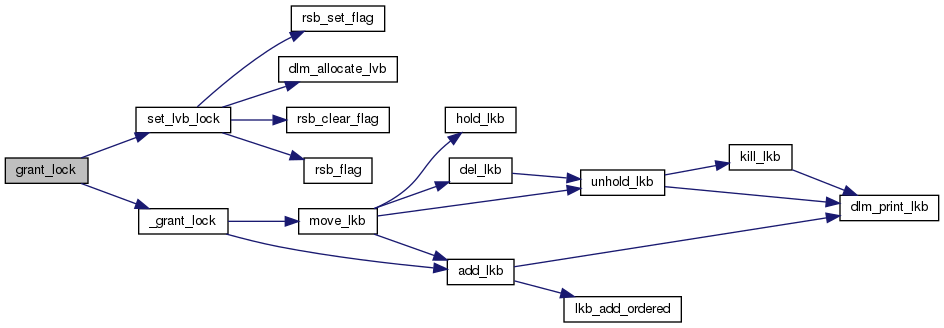 rsb_set_flag
dlm_allocate_lvb
set_lvb_lock
rsb_clear_flag
hold_lkb
kill_lkb
grant_lock
rsb_flag
del_lkb
unhold_lkb
dlm_print_lkb
_grant_lock
move_lkb
add_lkb
lkb_add_ordered